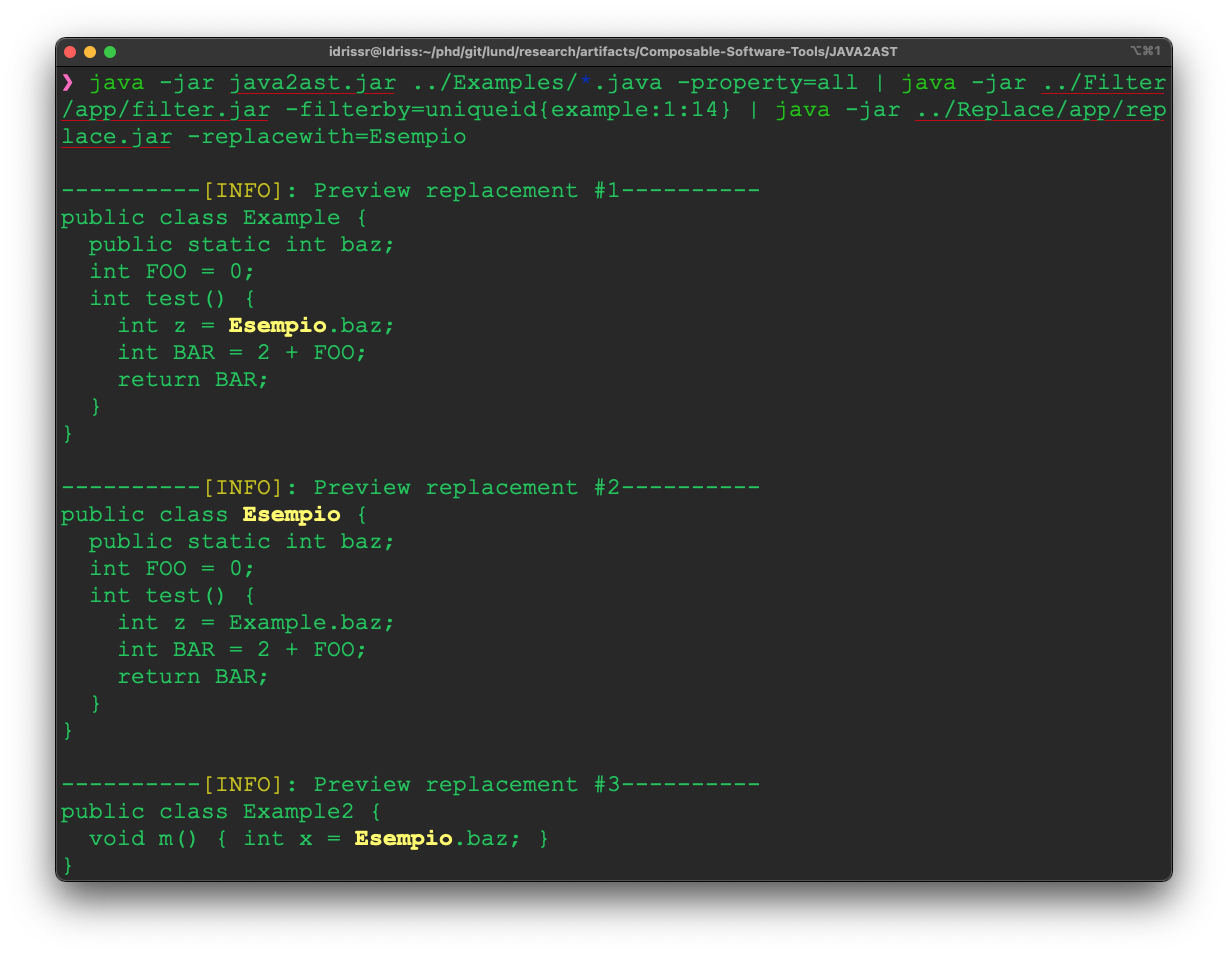 idrissr@Idriss:~/phd/git/lund/research/artifacts/Composable-Software-Tools/JAVA2AST
⌥⌘1
❯ java -jar java2ast.jar ../Examples/*.java -property=all | java -jar ../Filter
/app/filter.jar -filterby=uniqueid{example:1:14} | java -jar ../Replace/app/rep
lace.jar -replacewith=Esempio
----------[INFO]: Preview replacement #1----------
public class Example {
  public static int baz;
  int FOO = 0;
  int test() {
    int z = Esempio.baz;
    int BAR = 2 + FOO;
    return BAR;
  }
}
----------[INFO]: Preview replacement #2----------
public class Esempio {
  public static int baz;
  int FOO = 0;
  int test() {
    int z = Example.baz;
    int BAR = 2 + FOO;
    return BAR;
  }
}
----------[INFO]: Preview replacement #3----------
public class Example2 {
  void m() { int x = Esempio.baz; }
}